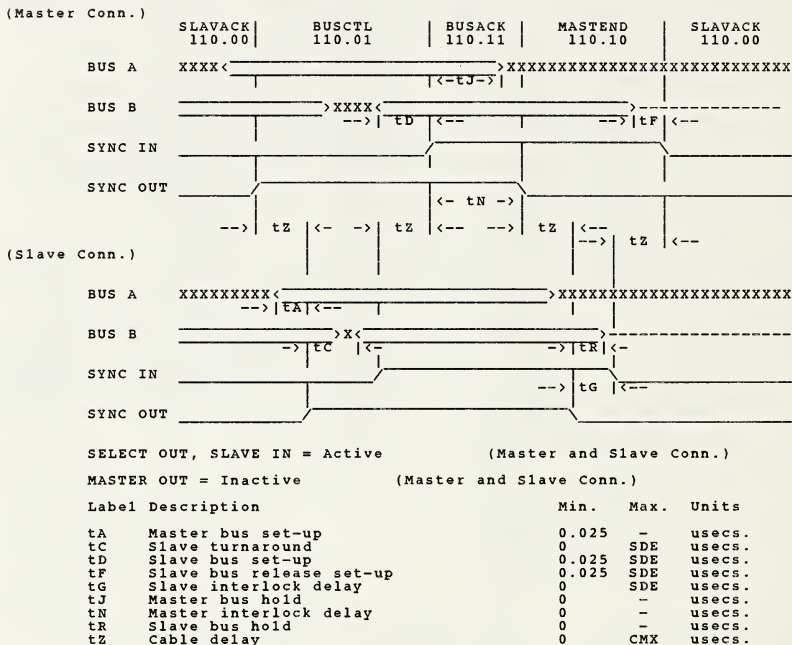 (Master Conn.)
SLAVACK BUSCTL BUSACK MASTEND SLAVACK
110.00 110.01 110.11 110.10 110.00
BUS A XXXX XXXXXXXXXXXXXXXXXXXXXXXXXXX
<-tJ->
BUS B XXXX
--> tD <-- --> tF <--
SYNC IN
SYNC OUT
<- tN ->
--> tZ <- -> tZ <-- --> tZ <--
--> tZ <--
(Slave Conn.)
BUS A XXXXXXXXX XXXXXXXXXXXXXXXXXXXXXX
--> tA <--
BUS B X
-> tC <- -> tR <-
SYNC IN
--> tG <--
SYNC OUT
SELECT OUT, SLAVE IN = Active (Master and Slave Conn.)
MASTER OUT = Inactive (Master and Slave Conn.)
Label Description Min. Max. Units
tA Master bus set-up 0.025 - usecs.
tC Slave turnaround 0 SDE usecs.
tD Slave bus set-up 0.025 SDE usecs.
tF Slave bus release set-up 0.025 SDE usecs.
tG Slave interlock delay 0 SDE usecs.
tJ Master bus hold 0 - usecs.
tN Master interlock delay 0 - usecs.
tR Slave bus hold 0 - usecs.
tZ Cable delay 0 CMX usecs.